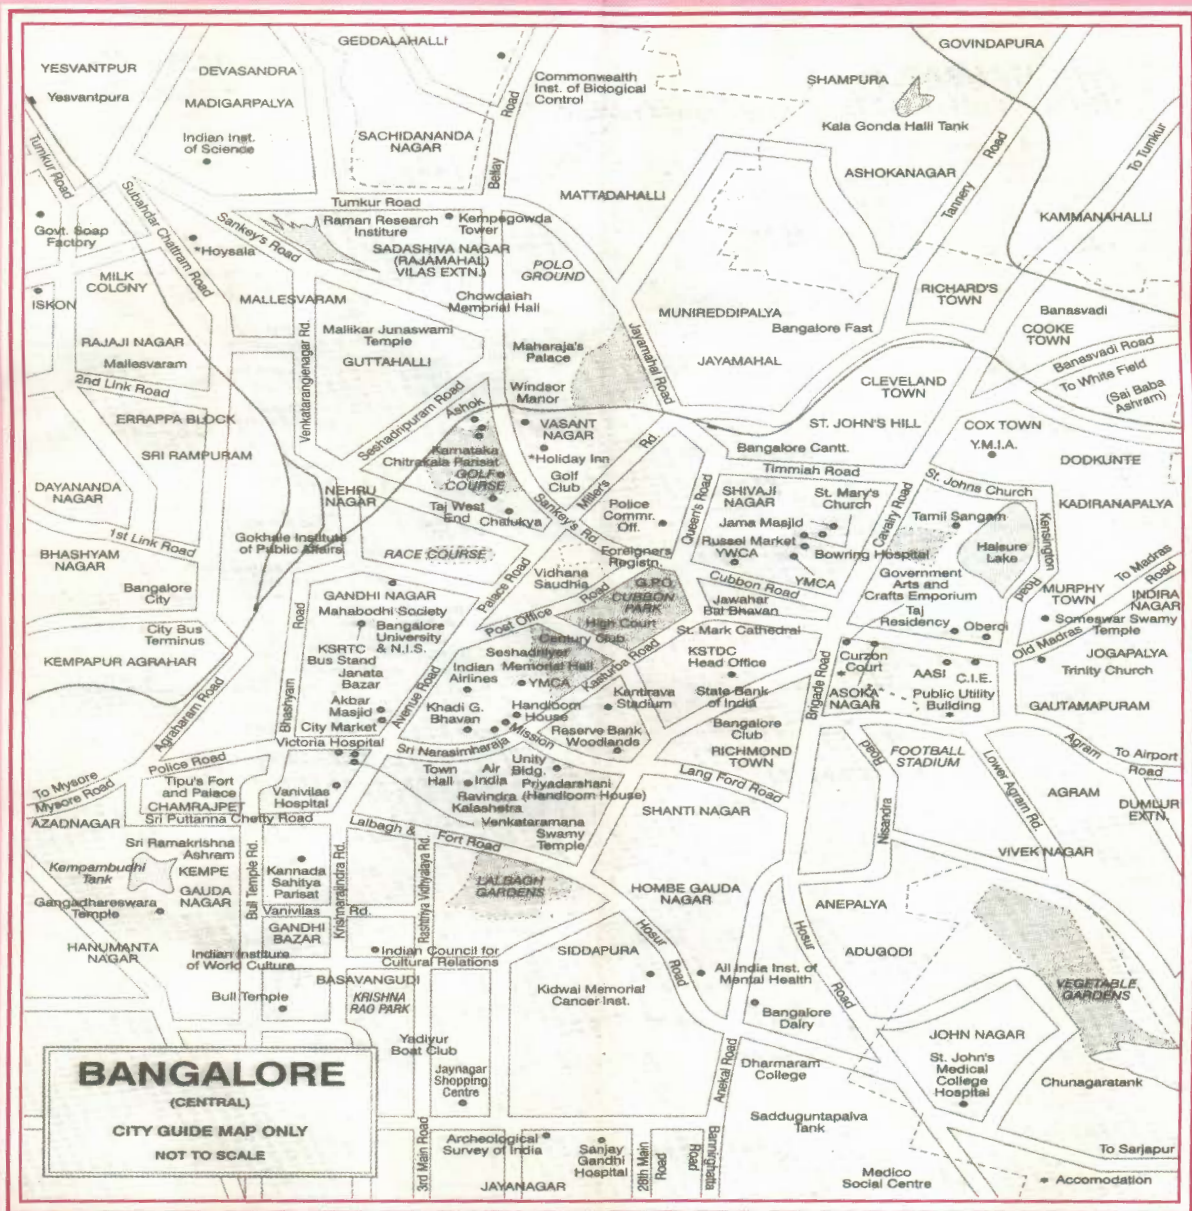 GEDDALAHALLI
GOVINDAPURA
YESVANTPUR
DEVASANDRA
SHAMPURA
Yesvantpura
MADIGARPALYA
Commonwealth
Inst. of Biological
Control
Road
Kala Gonda Halli Tank
Indian Inst.
of Science
SACHIDANANDA
NAGAR
Tumkur Road
Bellay
Road
To Tumkur
ASHOKANAGAR
Subahdar Chattram Road
MATTADAHALLI
Tannery
Tumkur Road
Sankey's Road
Raman Research
Institute
Kempegowda
Tower
KAMMANAHALLI
Govt. Soap
Factory
*Hoysala
SADASHIVA NAGAR
(RAJAMAHAL)
VILAS EXTN.)
POLO
GROUND
MILK
COLONY
RICHARD'S
TOWN
ISKON
MALLESVARAM
Chowdaiah
Memorial Hall
MUNIREDDIPALYA
Banasvadi
Mallikar Junaswami
Temple
Bangalore Fast
COOKE
TOWN
RAJAJI NAGAR
Venkatarangienagar Rd.
Maharaja's
Palace
Jayamahal Road
Banasvadi Road
Mallesvaram
GUTTAHALLI
JAYAMAHAL
To White Field
(Sai Baba
Ashram)
2nd Link Road
Windsor
Manor
CLEVELAND
TOWN
ERRAPPA BLOCK
Seshadripuram Road
Ashok
VASANT
NAGAR
ST. JOHN'S HILL
COX TOWN
Y.M.I.A.
SRI RAMPURAM
Karnataka
Chitrakala Parisat
GOLF
COURSE
*Holiday Inn
Golf
Club
Miller's
Rd.
Bangalore Cantt.
DODKUNTE
Timmiah Road
St. Johns Church
DAYANANDA
NAGAR
NEHRU
NAGAR
Taj West
End
Chalukya
Sankey's
Rd.
Police
Commr.
Off.
Queen's Road
SHIVAJI
NAGAR
St. Mary's
Church
Cavalry Road
KADIRANAPALYA
Tamil Sangam
Kensington
Road
1st Link Road
Gokhale Institute
of Public Affairs
Jama Masjid
Russel Market
YWCA
Bowring Hospital
Halsure
Lake
BHASHYAM
NAGAR
RACE COURSE
Foreigners
Registn.
YMCA
To Madras
Road
Bangalore
City
Palace Road
Vidhana
Saudhia
G.P.O.
CUBBON
PARK
Cubbon Road
Government
Arts and
Crafts Emporium
MURPHY
TOWN
INDIRA
NAGAR
GANDHI NAGAR
Mahabodhi Society
Bangalore
University
& N.I.S.
Post Office
Road
High Court
Jawahar
Bal Bhavan
Taj
Residency
Oberoi
Someswar Swamy
Temple
City Bus
Terminus
Road
Century Club
St. Mark Cathedral
Old Madras
KEMPAPUR AGRAHAR
KSRTC
Bus Stand
Janata
Bazar
Seshadriiyer
Memorial Hall
Kasturba Road
KSTDC
Head Office
Curzon
Court
AASI
C.I.E.
JOGAPALYA
Trinity Church
Indian
Airlines
YMCA
Brigade Road
ASOKA
NAGAR
Public Utility
Building
Agraharam Road
Bhashyam
Akbar
Masjid
City Market
Avenue Road
Khadi G.
Bhavan
Handloom
House
Kantirava
Stadium
State Bank
of India
GAUTAMAPURAM
Mission
Reserve Bank
Woodlands
Bangalore
Club
Victoria Hospital
Sri Narasimharaja
RICHMOND
TOWN
Road
FOOTBALL
STADIUM
Agram
Road
To Airport
Police Road
Town
Hall
Air
India
Unity
Bldg.
Lang Ford Road
Lower Agram Rd.
To Mysore
Mysore Road
Tipu's Fort
and Palace
CHAMRAJPET
Vanivilas
Hospital
Ravindra
Kalashetra
Priyadarshani
(Handloom House)
SHANTI NAGAR
Nisandra
AGRAM
DUMLUR
EXTN.
AZADNAGAR
Sri Puttanna Chetty Road
Lalbagh &
Fort Road
Venkataramana
Swamy
Temple
Sri Ramakrishna
Ashram
Bull Temple Rd.
Krishnarajindra Rd.
Rashtriya Vidhyalaya Rd.
VIVEK NAGAR
Kempambudhi
Tank
KEMPE
GAUDA
NAGAR
Kannada
Sahitya
Parisat
LALBAGH
GARDENS
HOMBE GAUDA
NAGAR
Gangadhareswara
Temple
Vanivilas
Rd.
ANEPALYA
GANDHI
BAZAR
Hosur
Road
Hosur
Road
HANUMANTA
NAGAR
Indian Institute
of World Culture
Indian Council for
Cultural Relations
SIDDAPURA
ADUGODI
All India Inst. of
Mental Health
BASAVANGUDI
Bull Temple
KRISHNA
RAO PARK
Kidwai Memorial
Cancer Inst.
VEGETABLE
GARDENS
Bangalore
Dairy
Yadiyur
Boat Club
JOHN NAGAR
BANGALORE
(CENTRAL)
CITY GUIDE MAP ONLY
NOT TO SCALE
Jaynagar
Shopping
Centre
Anekal Road
Dharmaram
College
St. John's
Medical
College
Hospital
Chunagaratank
Sadduguntapalva
Tank
3rd Main Road
Archeological
Survey of India
Sanjay
Gandhi
Hospital
28th Main
Road
Bannirghatta
Road
To Sarjapur
JAYANAGAR
Medico
Social Centre
* Accomodation